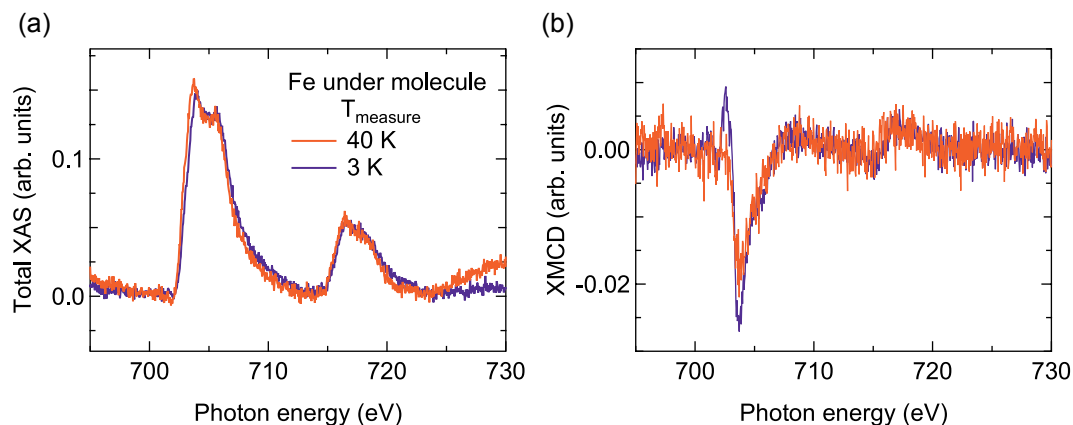 (a)
Total XAS (arb. units)
0.1
0.0
Fe under molecule
T_measure
40 K
3 K
700
710
720
730
Photon energy (eV)
(b)
XMCD (arb. units)
0.00
-0.02
700
710
720
730
Photon energy (eV)